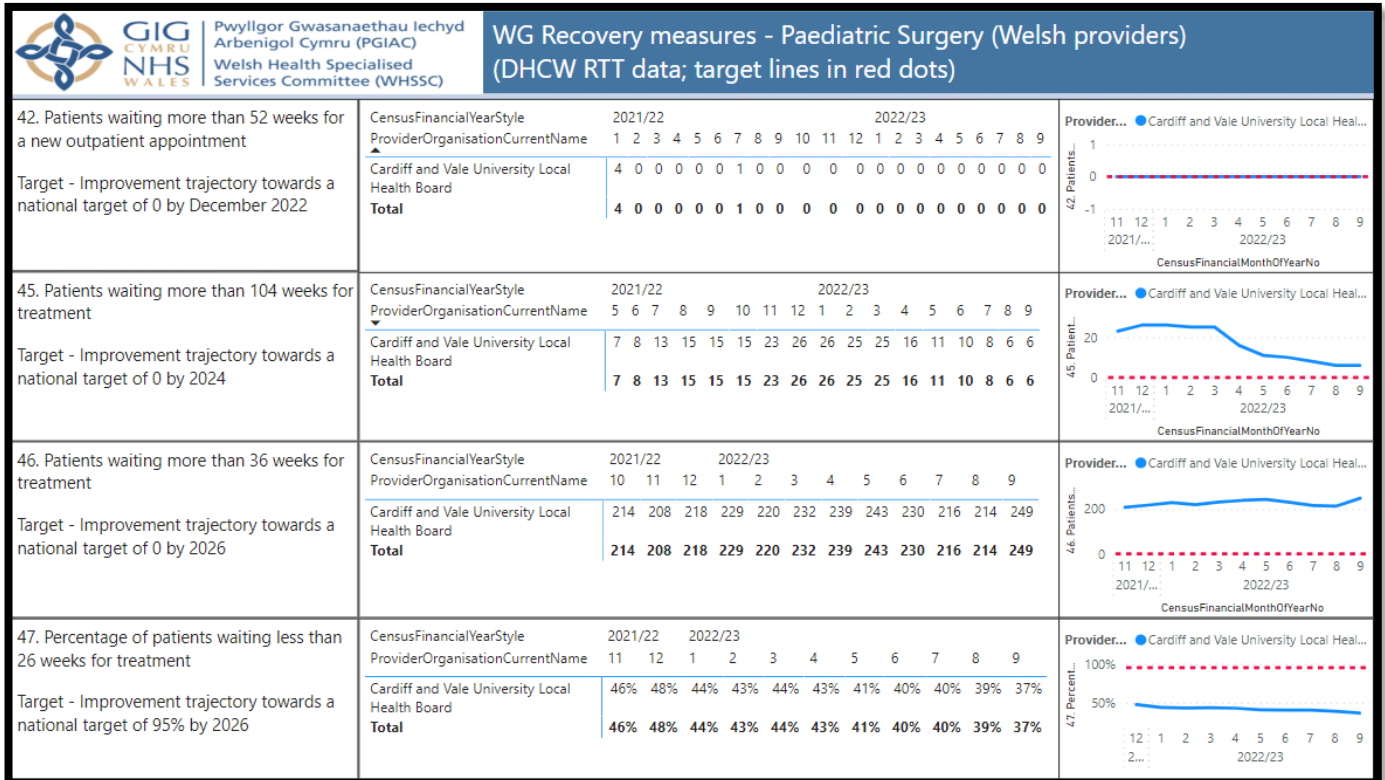 GIG
CYMRU
NHS
WALES
Pwyllgor Gwasanaethau Iechyd
Arbenigol Cymru (PGIAC)
Welsh Health Specialised
Services Committee (WHSSC)
WG Recovery measures - Paediatric Surgery (Welsh providers)
(DHCW RTT data; target lines in red dots)
42. Patients waiting more than 52 weeks for
a new outpatient appointment
Target - Improvement trajectory towards a
national target of 0 by December 2022
CensusFinancialYearStyle 2021/22 2022/23
ProviderOrganisationCurrentName 1 2 3 4 5 6 7 8 9 10 11 12 1 2 3 4 5 6 7 8 9
Cardiff and Vale University Local 4 0 0 0 0 0 1 0 0 0 0 0 0 0 0 0 0 0 0 0 0
Health Board
Total 4 0 0 0 0 0 1 0 0 0 0 0 0 0 0 0 0 0 0 0 0
Provider... Cardiff and Vale University Local Heal...
42. Patients...
1
0
-1
11 12 1 2 3 4 5 6 7 8 9
2021/... 2022/23
CensusFinancialMonthOfYearNo
45. Patients waiting more than 104 weeks for
treatment
Target - Improvement trajectory towards a
national target of 0 by 2024
CensusFinancialYearStyle 2021/22 2022/23
ProviderOrganisationCurrentName 5 6 7 8 9 10 11 12 1 2 3 4 5 6 7 8 9
Cardiff and Vale University Local 7 8 13 15 15 15 23 26 26 25 25 16 11 10 8 6 6
Health Board
Total 7 8 13 15 15 15 23 26 26 25 25 16 11 10 8 6 6
Provider... Cardiff and Vale University Local Heal...
45. Patient...
20
0
11 12 1 2 3 4 5 6 7 8 9
2021/... 2022/23
CensusFinancialMonthOfYearNo
46. Patients waiting more than 36 weeks for
treatment
Target - Improvement trajectory towards a
national target of 0 by 2026
CensusFinancialYearStyle 2021/22 2022/23
ProviderOrganisationCurrentName 10 11 12 1 2 3 4 5 6 7 8 9
Cardiff and Vale University Local 214 208 218 229 220 232 239 243 230 216 214 249
Health Board
Total 214 208 218 229 220 232 239 243 230 216 214 249
Provider... Cardiff and Vale University Local Heal...
46. Patients...
200
0
11 12 1 2 3 4 5 6 7 8 9
2021/... 2022/23
CensusFinancialMonthOfYearNo
47. Percentage of patients waiting less than
26 weeks for treatment
Target - Improvement trajectory towards a
national target of 95% by 2026
CensusFinancialYearStyle 2021/22 2022/23
ProviderOrganisationCurrentName 11 12 1 2 3 4 5 6 7 8 9
Cardiff and Vale University Local 46% 48% 44% 43% 44% 43% 41% 40% 40% 39% 37%
Health Board
Total 46% 48% 44% 43% 44% 43% 41% 40% 40% 39% 37%
Provider... Cardiff and Vale University Local Heal...
47. Percent...
100%
50%
12 1 2 3 4 5 6 7 8 9
2... 2022/23